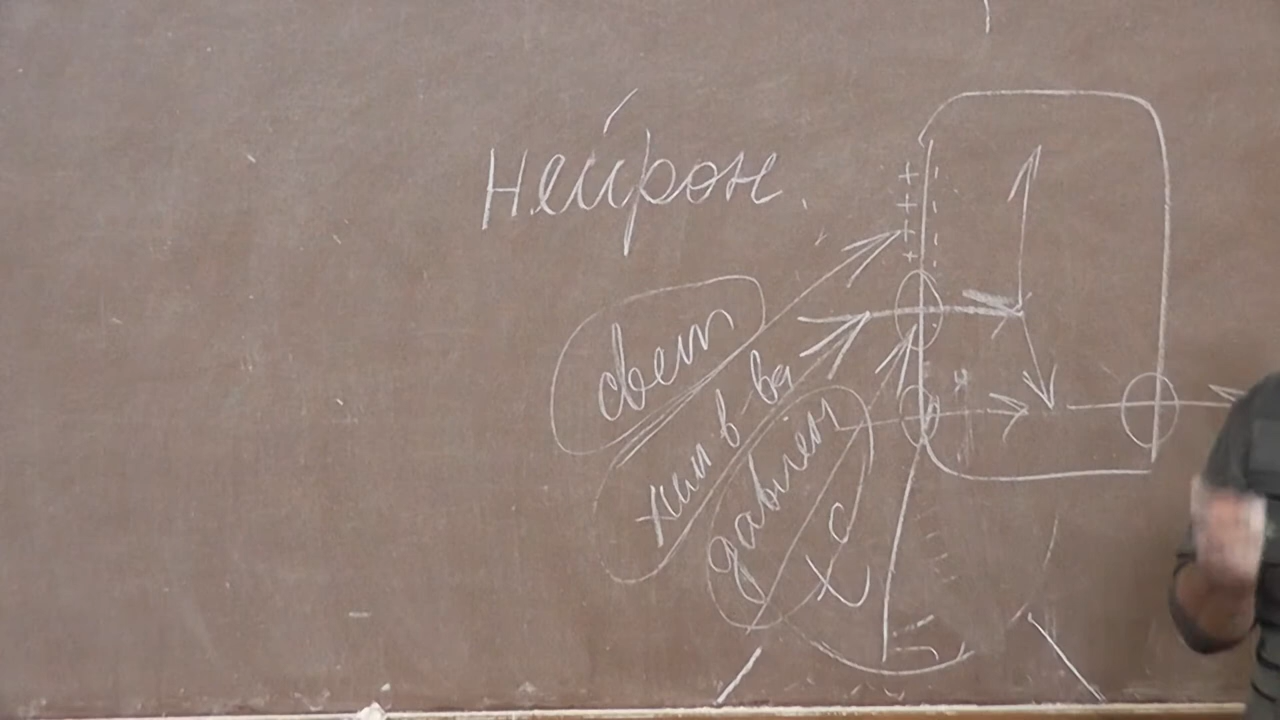 нейрон.
свет
хим в-ва
давлен